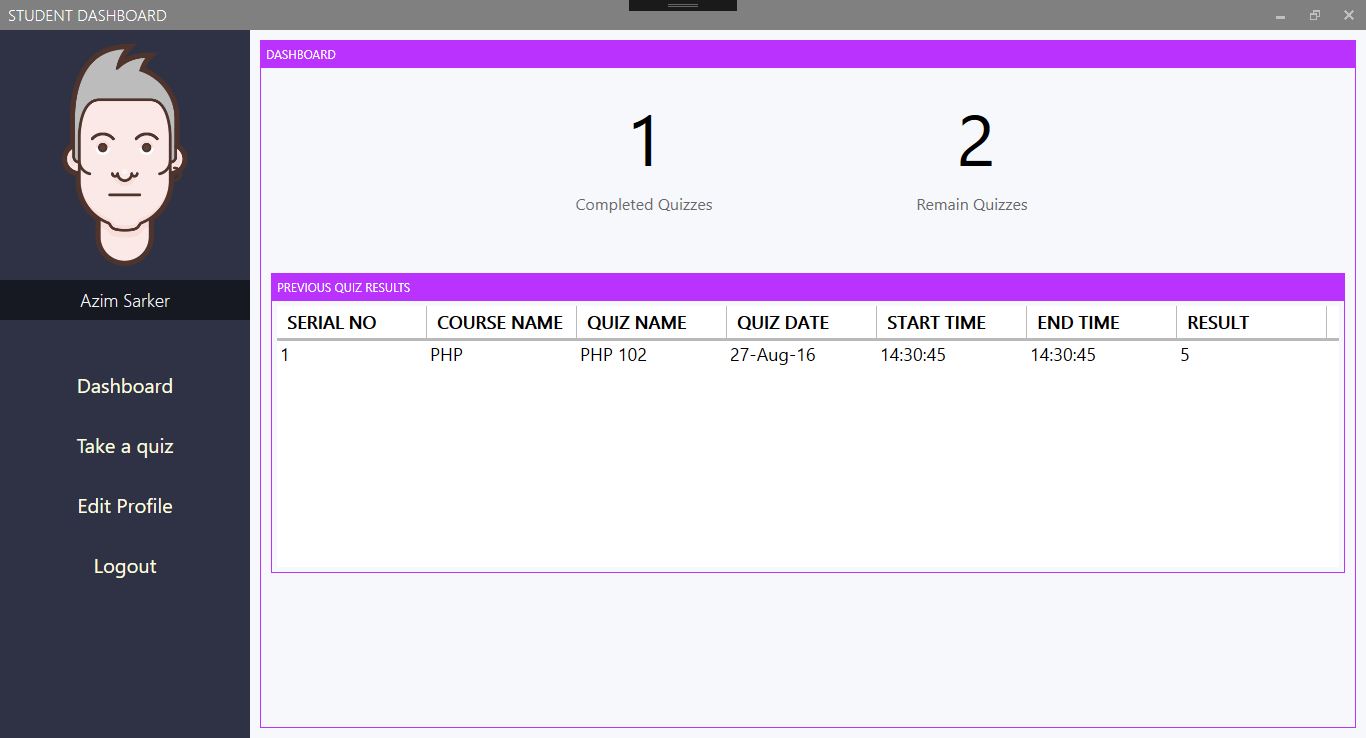 STUDENT DASHBOARD
Azim Sarker
Dashboard
Take a quiz
Edit Profile
Logout
DASHBOARD
1 2
Completed Quizzes Remain Quizzes
PREVIOUS QUIZ RESULTS
SERIAL NO COURSE NAME QUIZ NAME QUIZ DATE START TIME END TIME RESULT
1 PHP PHP 102 27-Aug-16 14:30:45 14:30:45 5